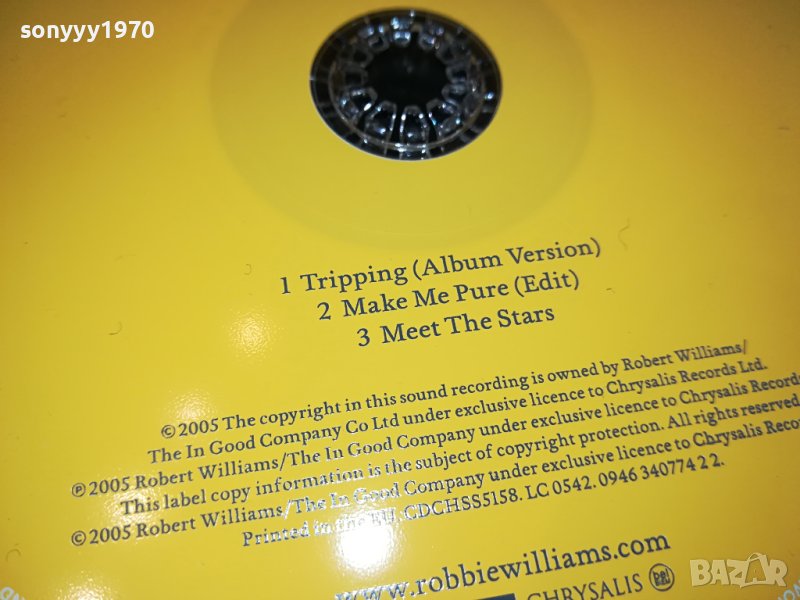 sonyyy1970
1 Tripping (Album Version)
2 Make Me Pure (Edit)
3 Meet The Stars
©2005 The copyright in this sound recording is owned by Robert Williams/
The In Good Company Co Ltd under exclusive licence to Chrysalis Records Ltd.
℗2005 Robert Williams/The In Good Company under exclusive licence to Chrysalis Records
This label copy information is the subject of copyright protection. All rights reserved.
©2005 Robert Williams/The In Good Company under exclusive licence to Chrysalis
Printed in the EU. CDCHSS5158. LC 0542. 0946 340774 2 2.
www.robbiewilliams.com
CHRYSALIS
BAZAR